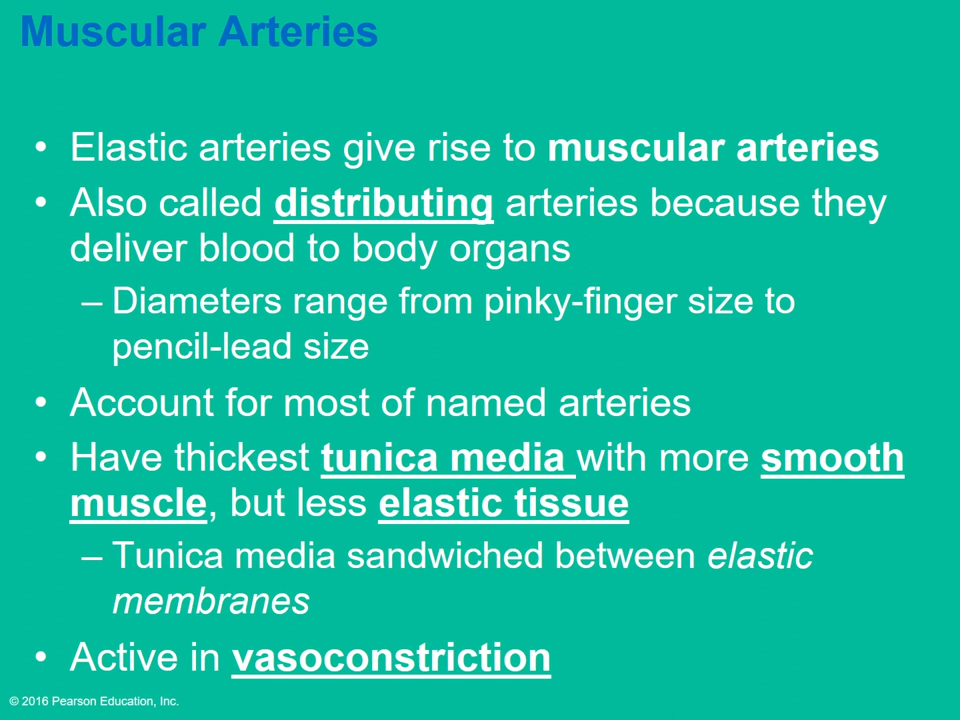 Muscular Arteries
• Elastic arteries give rise to muscular arteries
• Also called distributing arteries because they
deliver blood to body organs
– Diameters range from pinky-finger size to
pencil-lead size
• Account for most of named arteries
• Have thickest tunica media with more smooth
muscle, but less elastic tissue
– Tunica media sandwiched between elastic
membranes
• Active in vasoconstriction
© 2016 Pearson Education, Inc.